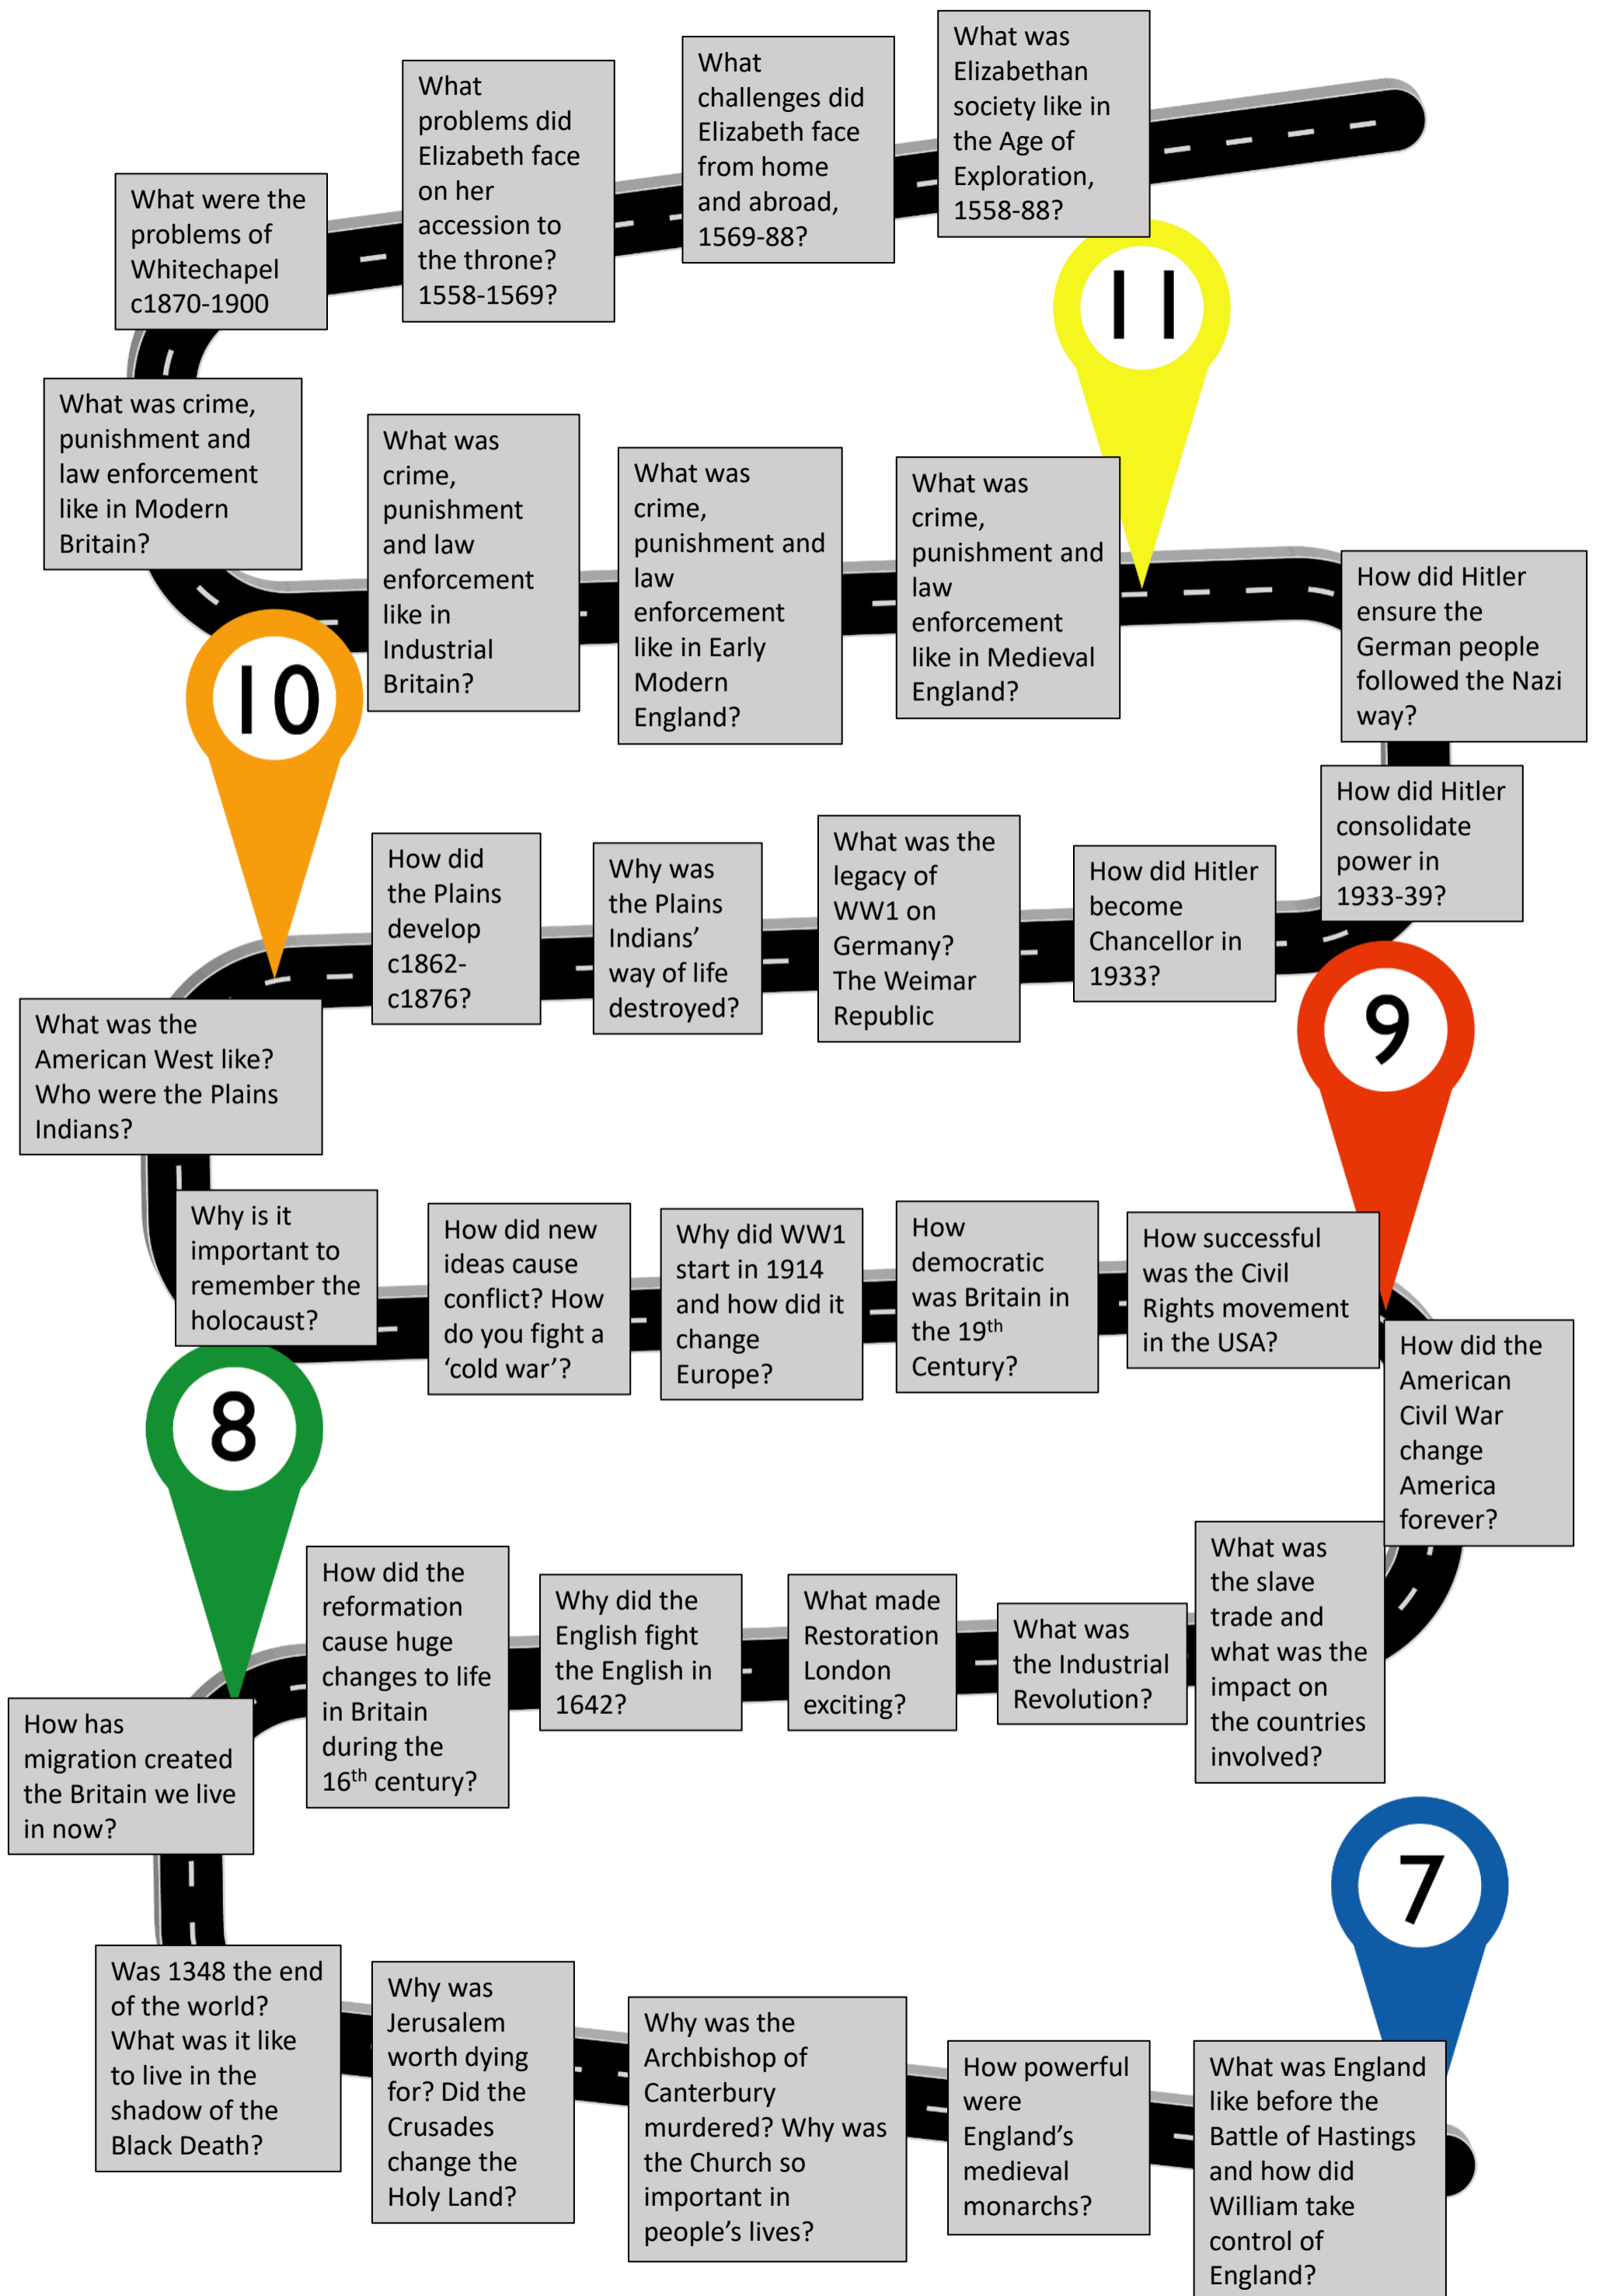 What was
Elizabethan
society like in
the Age of
Exploration,
1558-88?
What
challenges did
Elizabeth face
from home
and abroad,
1569-88?
What
problems did
Elizabeth face
on her
accession to
the throne?
1558-1569?
What were the
problems of
Whitechapel
c1870-1900
11
What was crime,
punishment and
law enforcement
like in Modern
Britain?
What was
crime,
punishment
and law
enforcement
like in
Industrial
Britain?
What was
crime,
punishment and
law
enforcement
like in Early
Modern
England?
What was
crime,
punishment and
law
enforcement
like in Medieval
England?
How did Hitler
ensure the
German people
followed the Nazi
way?
10
How did Hitler
consolidate
power in
1933-39?
How did
the Plains
develop
c1862-
c1876?
Why was
the Plains
Indians’
way of life
destroyed?
What was the
legacy of
WW1 on
Germany?
The Weimar
Republic
How did Hitler
become
Chancellor in
1933?
9
What was the
American West like?
Who were the Plains
Indians?
Why is it
important to
remember the
holocaust?
How did new
ideas cause
conflict? How
do you fight a
‘cold war’?
Why did WW1
start in 1914
and how did it
change
Europe?
How
democratic
was Britain in
the 19th
Century?
How successful
was the Civil
Rights movement
in the USA?
How did the
American
Civil War
change
America
forever?
8
How did the
reformation
cause huge
changes to life
in Britain
during the
16th century?
Why did the
English fight
the English in
1642?
What made
Restoration
London
exciting?
What was
the Industrial
Revolution?
What was
the slave
trade and
what was the
impact on
the countries
involved?
How has
migration created
the Britain we live
in now?
7
Was 1348 the end
of the world?
What was it like
to live in the
shadow of the
Black Death?
Why was
Jerusalem
worth dying
for? Did the
Crusades
change the
Holy Land?
Why was the
Archbishop of
Canterbury
murdered? Why was
the Church so
important in
people’s lives?
How powerful
were
England’s
medieval
monarchs?
What was England
like before the
Battle of Hastings
and how did
William take
control of
England?